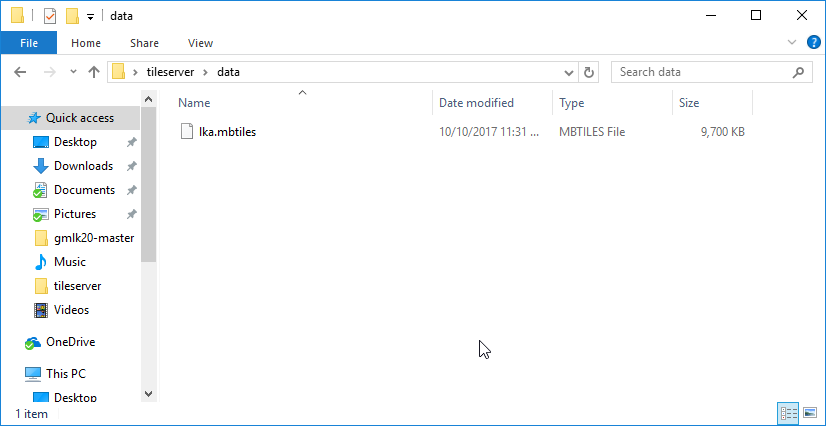 data
File Home Share View
tileserver data
Search data
Name Date modified Type Size
lka.mbtiles 10/10/2017 11:31 ... MBTILES File 9,700 KB
Quick access
Desktop
Downloads
Documents
Pictures
gmlk20-master
Music
tileserver
Videos
OneDrive
This PC
Desktop
1 item